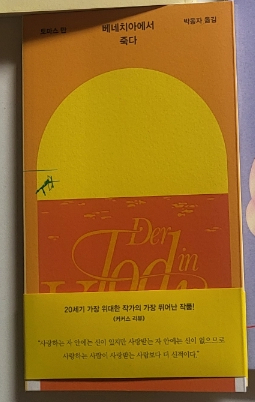 토마스 만
베네치아에서
죽다
박동자 옮김
Der
Tod in
20세기 가장 위대한 작가의 가장 뛰어난 작품!
《커커스 리뷰》
"사랑하는 자 안에는 신이 있지만 사랑받는 자 안에는 신이 없으므로
사랑하는 사람이 사랑받는 사람보다 더 신적이다."